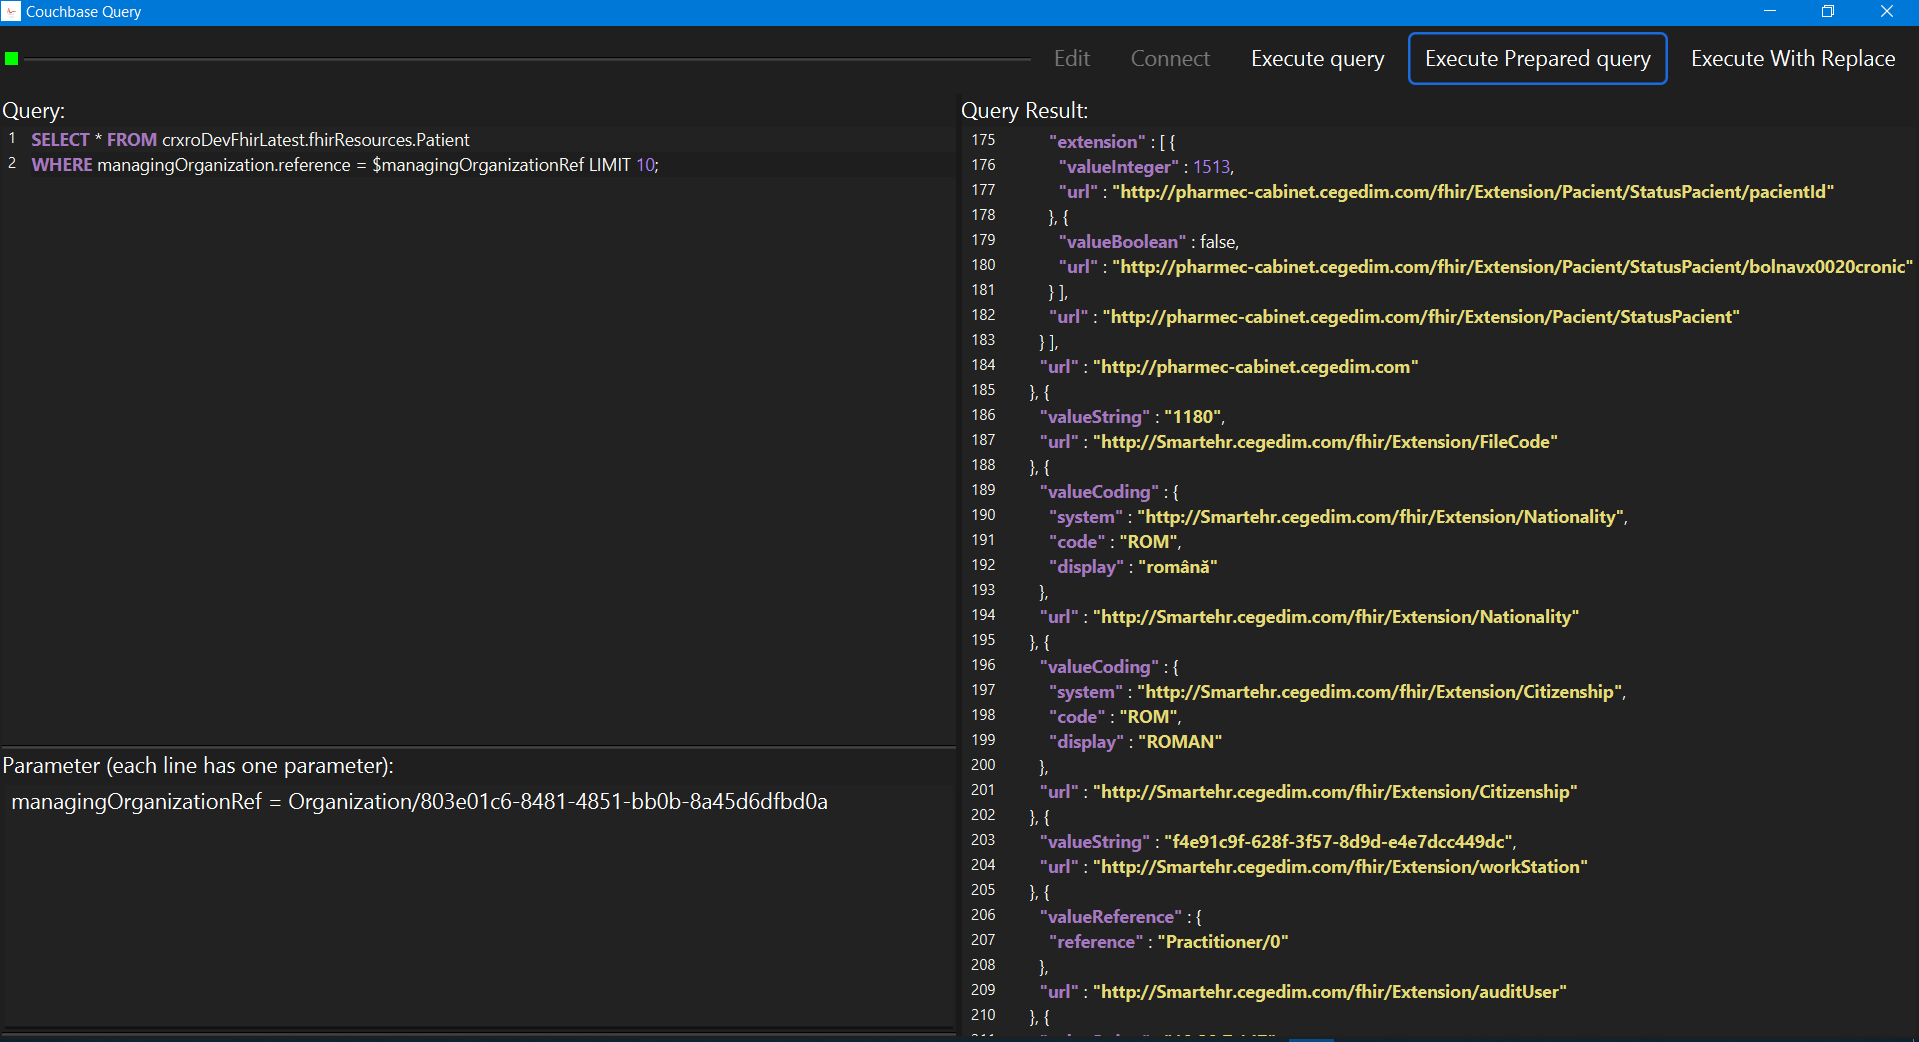 Couchbase Query
Edit Connect Execute query Execute Prepared query Execute With Replace
Query:
1 SELECT * FROM crxroDevFhirLatest.fhirResources.Patient
2 WHERE managingOrganization.reference = $managingOrganizationRef LIMIT 10;
Parameter (each line has one parameter):
managingOrganizationRef = Organization/803e01c6-8481-4851-bb0b-8a45d6dfbd0a
Query Result:
175 "extension" : [ {
176 "valueInteger" : 1513,
177 "url" : "http://pharmec-cabinet.cegedim.com/fhir/Extension/Pacient/StatusPacient/pacientId"
178 }, {
179 "valueBoolean" : false,
180 "url" : "http://pharmec-cabinet.cegedim.com/fhir/Extension/Pacient/StatusPacient/bolnavx0020cronic"
181 } ],
182 "url" : "http://pharmec-cabinet.cegedim.com/fhir/Extension/Pacient/StatusPacient"
183 } ],
184 "url" : "http://pharmec-cabinet.cegedim.com"
185 }, {
186 "valueString" : "1180",
187 "url" : "http://Smartehr.cegedim.com/fhir/Extension/FileCode"
188 }, {
189 "valueCoding" : {
190 "system" : "http://Smartehr.cegedim.com/fhir/Extension/Nationality",
191 "code" : "ROM",
192 "display" : "română"
193 },
194 "url" : "http://Smartehr.cegedim.com/fhir/Extension/Nationality"
195 }, {
196 "valueCoding" : {
197 "system" : "http://Smartehr.cegedim.com/fhir/Extension/Citizenship",
198 "code" : "ROM",
199 "display" : "ROMAN"
200 },
201 "url" : "http://Smartehr.cegedim.com/fhir/Extension/Citizenship"
202 }, {
203 "valueString" : "f4e91c9f-628f-3f57-8d9d-e4e7dcc449dc",
204 "url" : "http://Smartehr.cegedim.com/fhir/Extension/workStation"
205 }, {
206 "valueReference" : {
207 "reference" : "Practitioner/0"
208 },
209 "url" : "http://Smartehr.cegedim.com/fhir/Extension/auditUser"
210 }, {